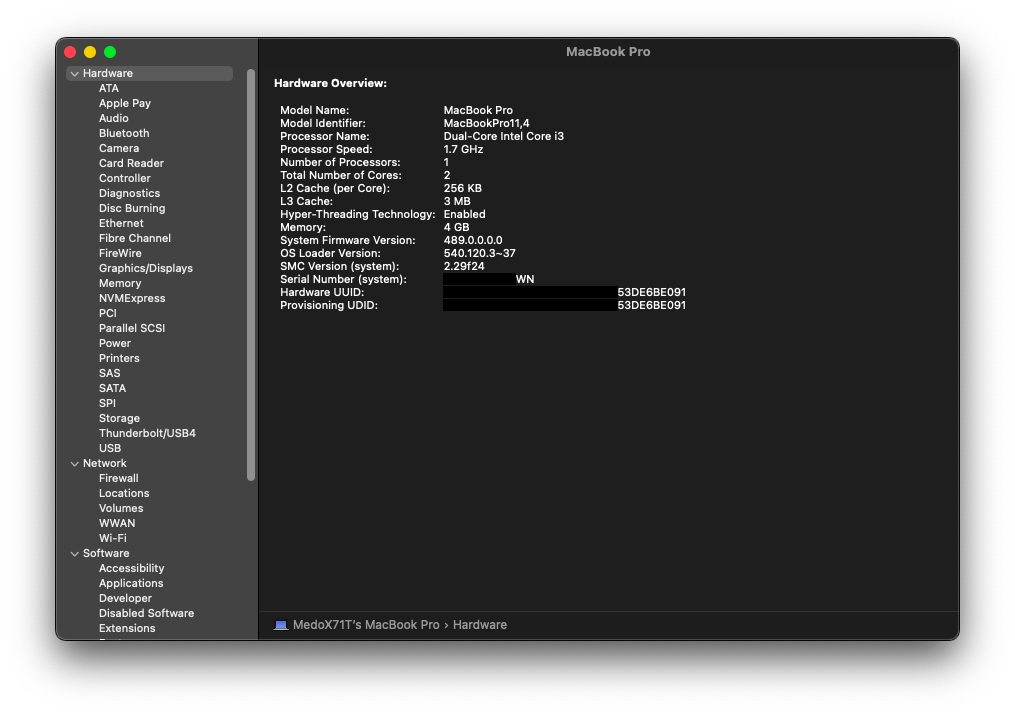 MacBook Pro
Hardware
ATA
Apple Pay
Audio
Bluetooth
Camera
Card Reader
Controller
Diagnostics
Disc Burning
Ethernet
Fibre Channel
FireWire
Graphics/Displays
Memory
NVMExpress
PCI
Parallel SCSI
Power
Printers
SAS
SATA
SPI
Storage
Thunderbolt/USB4
USB
Network
Firewall
Locations
Volumes
WWAN
Wi-Fi
Software
Accessibility
Applications
Developer
Disabled Software
Extensions
Hardware Overview:
Model Name: MacBook Pro
Model Identifier: MacBookPro11,4
Processor Name: Dual-Core Intel Core i3
Processor Speed: 1.7 GHz
Number of Processors: 1
Total Number of Cores: 2
L2 Cache (per Core): 256 KB
L3 Cache: 3 MB
Hyper-Threading Technology: Enabled
Memory: 4 GB
System Firmware Version: 489.0.0.0.0
OS Loader Version: 540.120.3~37
SMC Version (system): 2.29f24
Serial Number (system): WN
Hardware UUID: 53DE6BE091
Provisioning UDID: 53DE6BE091
MedoX71T's MacBook Pro › Hardware